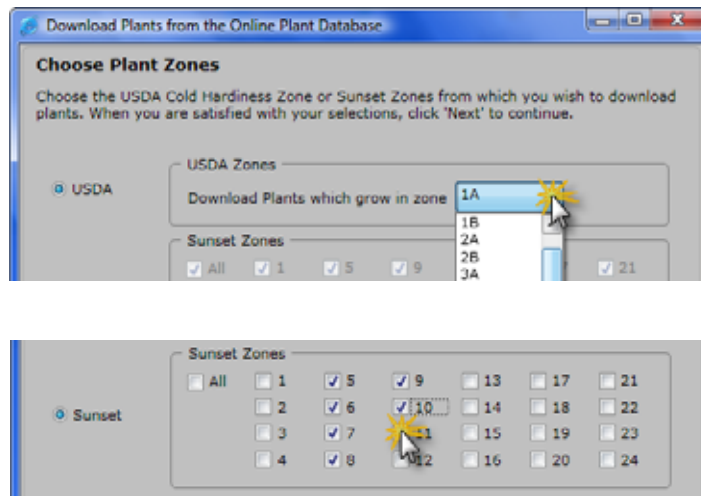 Download Plants from the Online Plant Database
Choose Plant Zones
Choose the USDA Cold Hardiness Zone or Sunset Zones from which you wish to download
plants. When you are satisfied with your selections, click 'Next' to continue.
USDA Zones
USDA
Download Plants which grow in zone 1A
1B
2A
2B
3A
Sunset Zones
All 1 5 9 21
Sunset Zones
All 1 5 9 13 17 21
Sunset
2 6 10 14 18 22
3 7 11 15 19 23
4 8 12 16 20 24